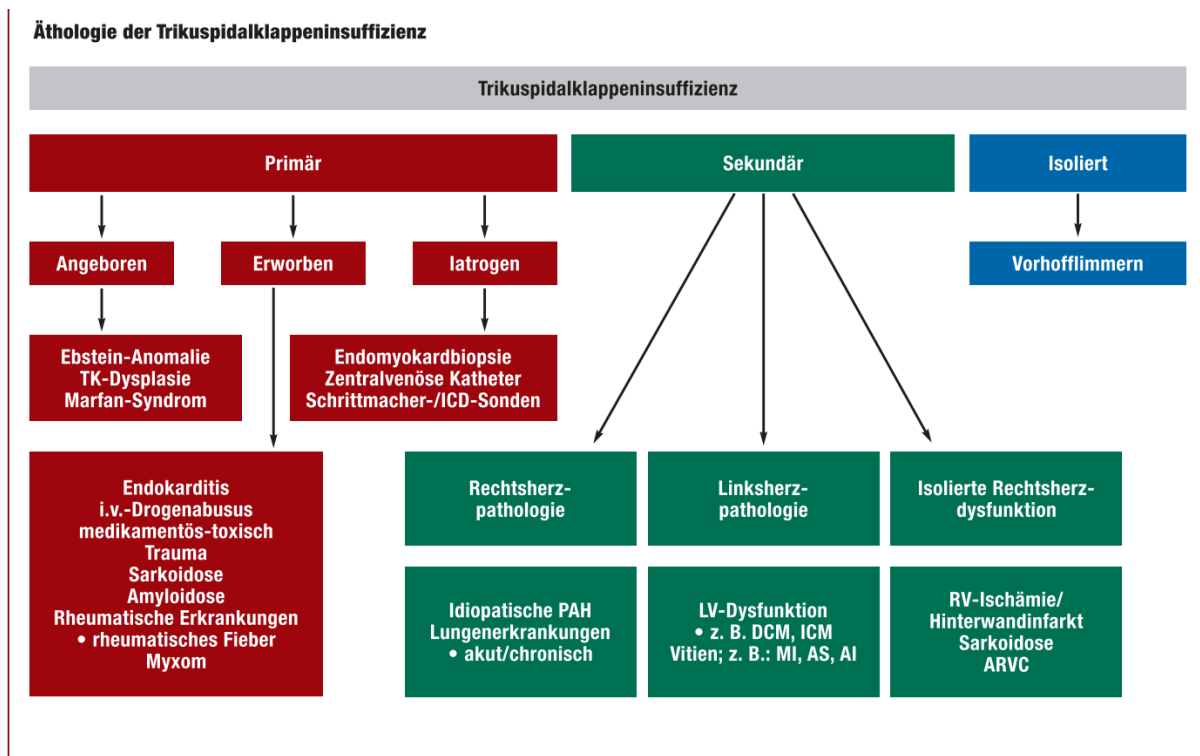 Äthologie der Trikuspidalklappeninsuffizienz
Trikuspidalklappeninsuffizienz
Primär
Sekundär
Isoliert
Angeboren
Erworben
Iatrogen
Vorhofflimmern
Ebstein-Anomalie
TK-Dysplasie
Marfan-Syndrom
Endomyokardbiopsie
Zentralvenöse Katheter
Schrittmacher-/ICD-Sonden
Endokarditis
i.v.-Drogenabusus
medikamentös-toxisch
Trauma
Sarkoidose
Amyloidose
Rheumatische Erkrankungen
• rheumatisches Fieber
Myxom
Rechtsherz-
pathologie
Linksherz-
pathologie
Isolierte Rechtsherz-
dysfunktion
Idiopatische PAH
Lungenerkrankungen
• akut/chronisch
LV-Dysfunktion
• z. B. DCM, ICM
Vitien; z. B.: MI, AS, AI
RV-Ischämie/
Hinterwandinfarkt
Sarkoidose
ARVC